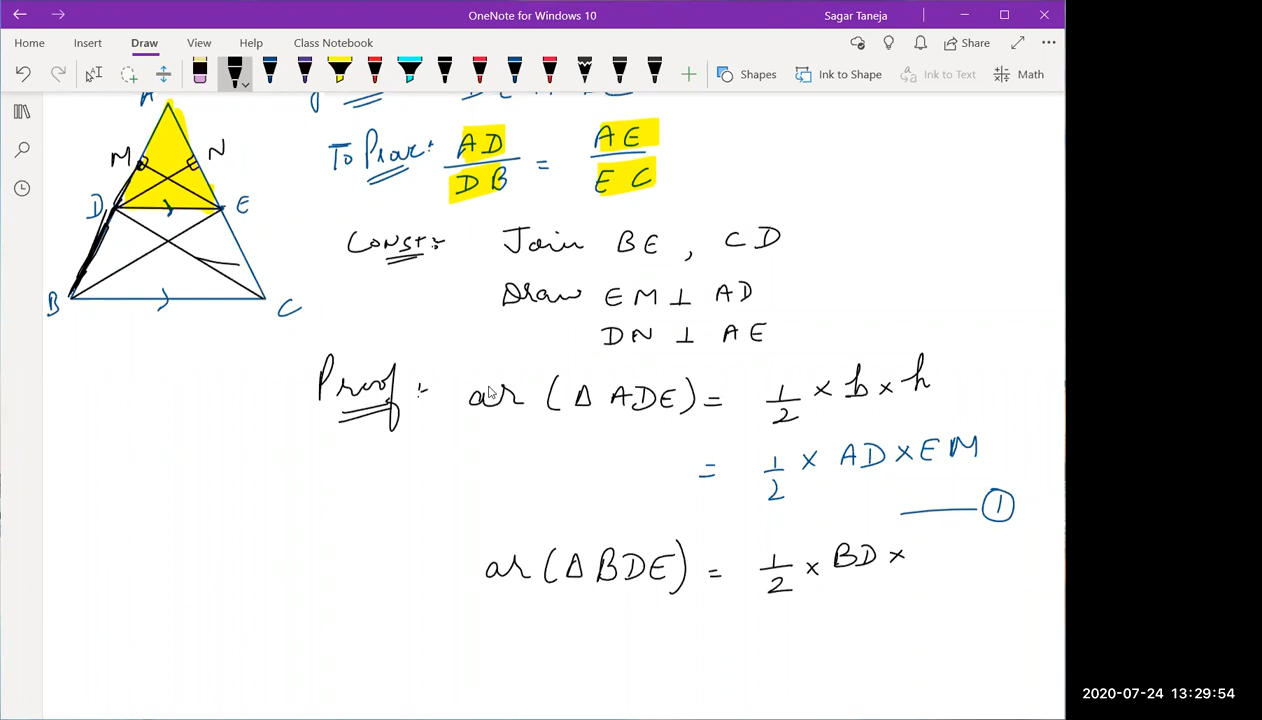 OneNote for Windows 10
Sagar Taneja
Home Insert Draw View Help Class Notebook
Share
Shapes Ink to Shape Ink to Text Math
A
M N
D E
B C
To Prove: AD/DB = AE/EC
Const:- Join BE, CD
Draw EM ⊥ AD
DN ⊥ AE
Proof:- ar (Δ ADE) = 1/2 × b × h
= 1/2 × AD × EM
① 
ar (Δ BDE) = 1/2 × BD ×
2020-07-24 13:29:54